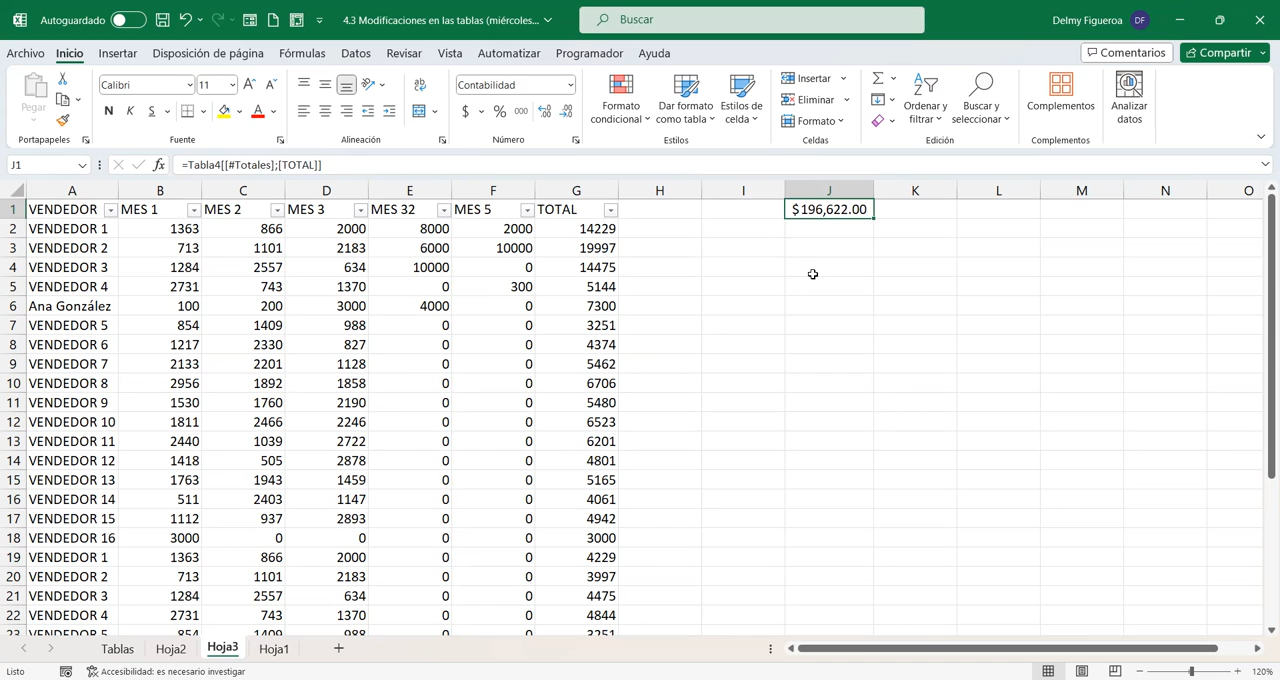 Autoguardado 4.3 Modificaciones en las tablas (miércoles... Buscar Delmy Figueroa DF
Archivo Inicio Insertar Disposición de página Fórmulas Datos Revisar Vista Automatizar Programador Ayuda Comentarios Compartir
Pegar Calibri 11 Contabilidad Formato condicional Dar formato como tabla Estilos de celda Insertar Eliminar Formato Ordenar y filtrar Buscar y seleccionar Complementos Analizar datos
N K S $ % 000
Portapapeles Fuente Alineación Número Estilos Celdas Edición Complementos
J1 fx =Tabla4[[#Totales];[TOTAL]]
A B C D E F G H I J K L M N O
1 VENDEDOR MES 1 MES 2 MES 3 MES 32 MES 5 TOTAL $196,622.00
2 VENDEDOR 1 1363 866 2000 8000 2000 14229
3 VENDEDOR 2 713 1101 2183 6000 10000 19997
4 VENDEDOR 3 1284 2557 634 10000 0 14475
5 VENDEDOR 4 2731 743 1370 0 300 5144
6 Ana González 100 200 3000 4000 0 7300
7 VENDEDOR 5 854 1409 988 0 0 3251
8 VENDEDOR 6 1217 2330 827 0 0 4374
9 VENDEDOR 7 2133 2201 1128 0 0 5462
10 VENDEDOR 8 2956 1892 1858 0 0 6706
11 VENDEDOR 9 1530 1760 2190 0 0 5480
12 VENDEDOR 10 1811 2466 2246 0 0 6523
13 VENDEDOR 11 2440 1039 2722 0 0 6201
14 VENDEDOR 12 1418 505 2878 0 0 4801
15 VENDEDOR 13 1763 1943 1459 0 0 5165
16 VENDEDOR 14 511 2403 1147 0 0 4061
17 VENDEDOR 15 1112 937 2893 0 0 4942
18 VENDEDOR 16 3000 0 0 0 0 3000
19 VENDEDOR 1 1363 866 2000 0 0 4229
20 VENDEDOR 2 713 1101 2183 0 0 3997
21 VENDEDOR 3 1284 2557 634 0 0 4475
22 VENDEDOR 4 2731 743 1370 0 0 4844
23 VENDEDOR 5 854 1409 988 0 0 3251
Tablas Hoja2 Hoja3 Hoja1
Listo Accesibilidad: es necesario investigar 120%